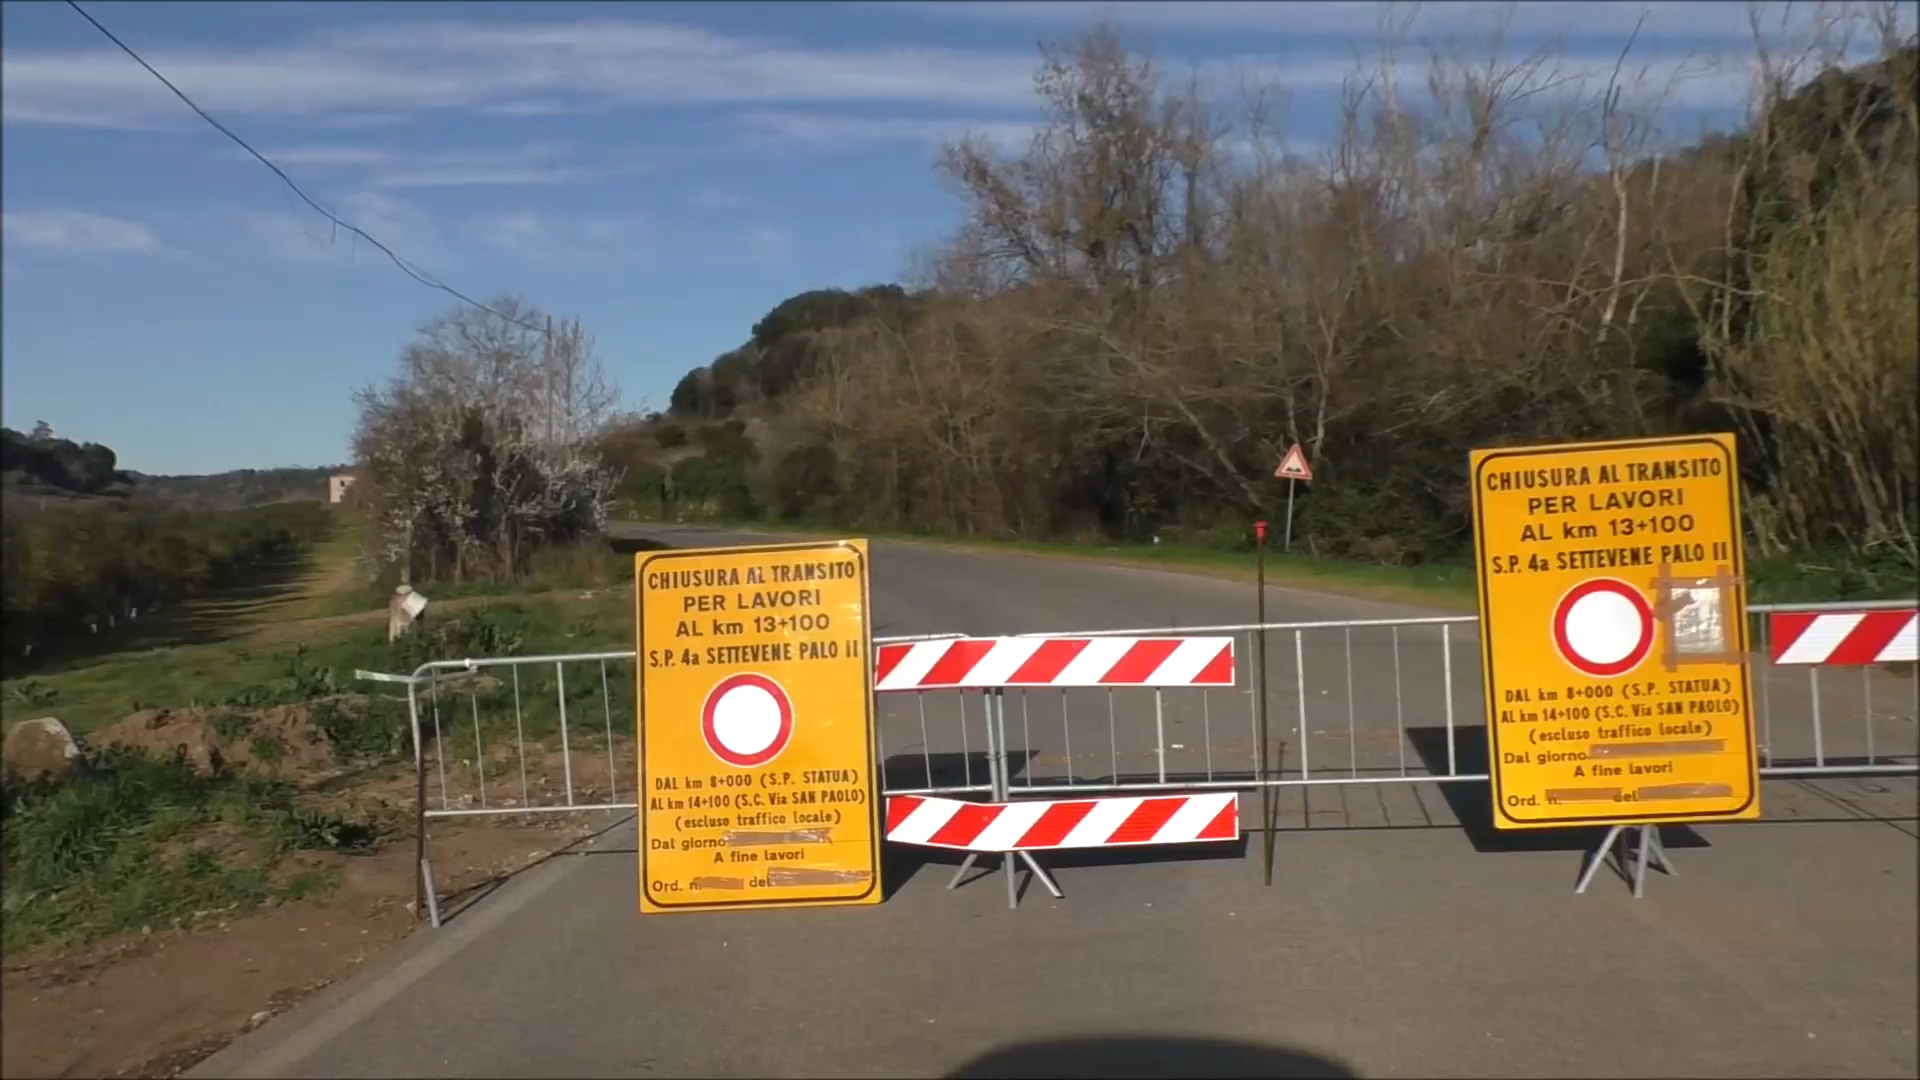 CHIUSURA AL TRANSITO
PER LAVORI
AL km 13+100
S.P. 4a SETTEVENE PALO II
DAL km 8+000 (S.P. STATUA)
AL km 14+100 (S.C. Via SAN PAOLO)
(escluso traffico locale)
Dal giorno
A fine lavori
Ord. n. del
CHIUSURA AL TRANSITO
PER LAVORI
AL km 13+100
S.P. 4a SETTEVENE PALO II
DAL km 8+000 (S.P. STATUA)
AL km 14+100 (S.C. Via SAN PAOLO)
(escluso traffico locale)
Dal giorno
A fine lavori
Ord. n. del